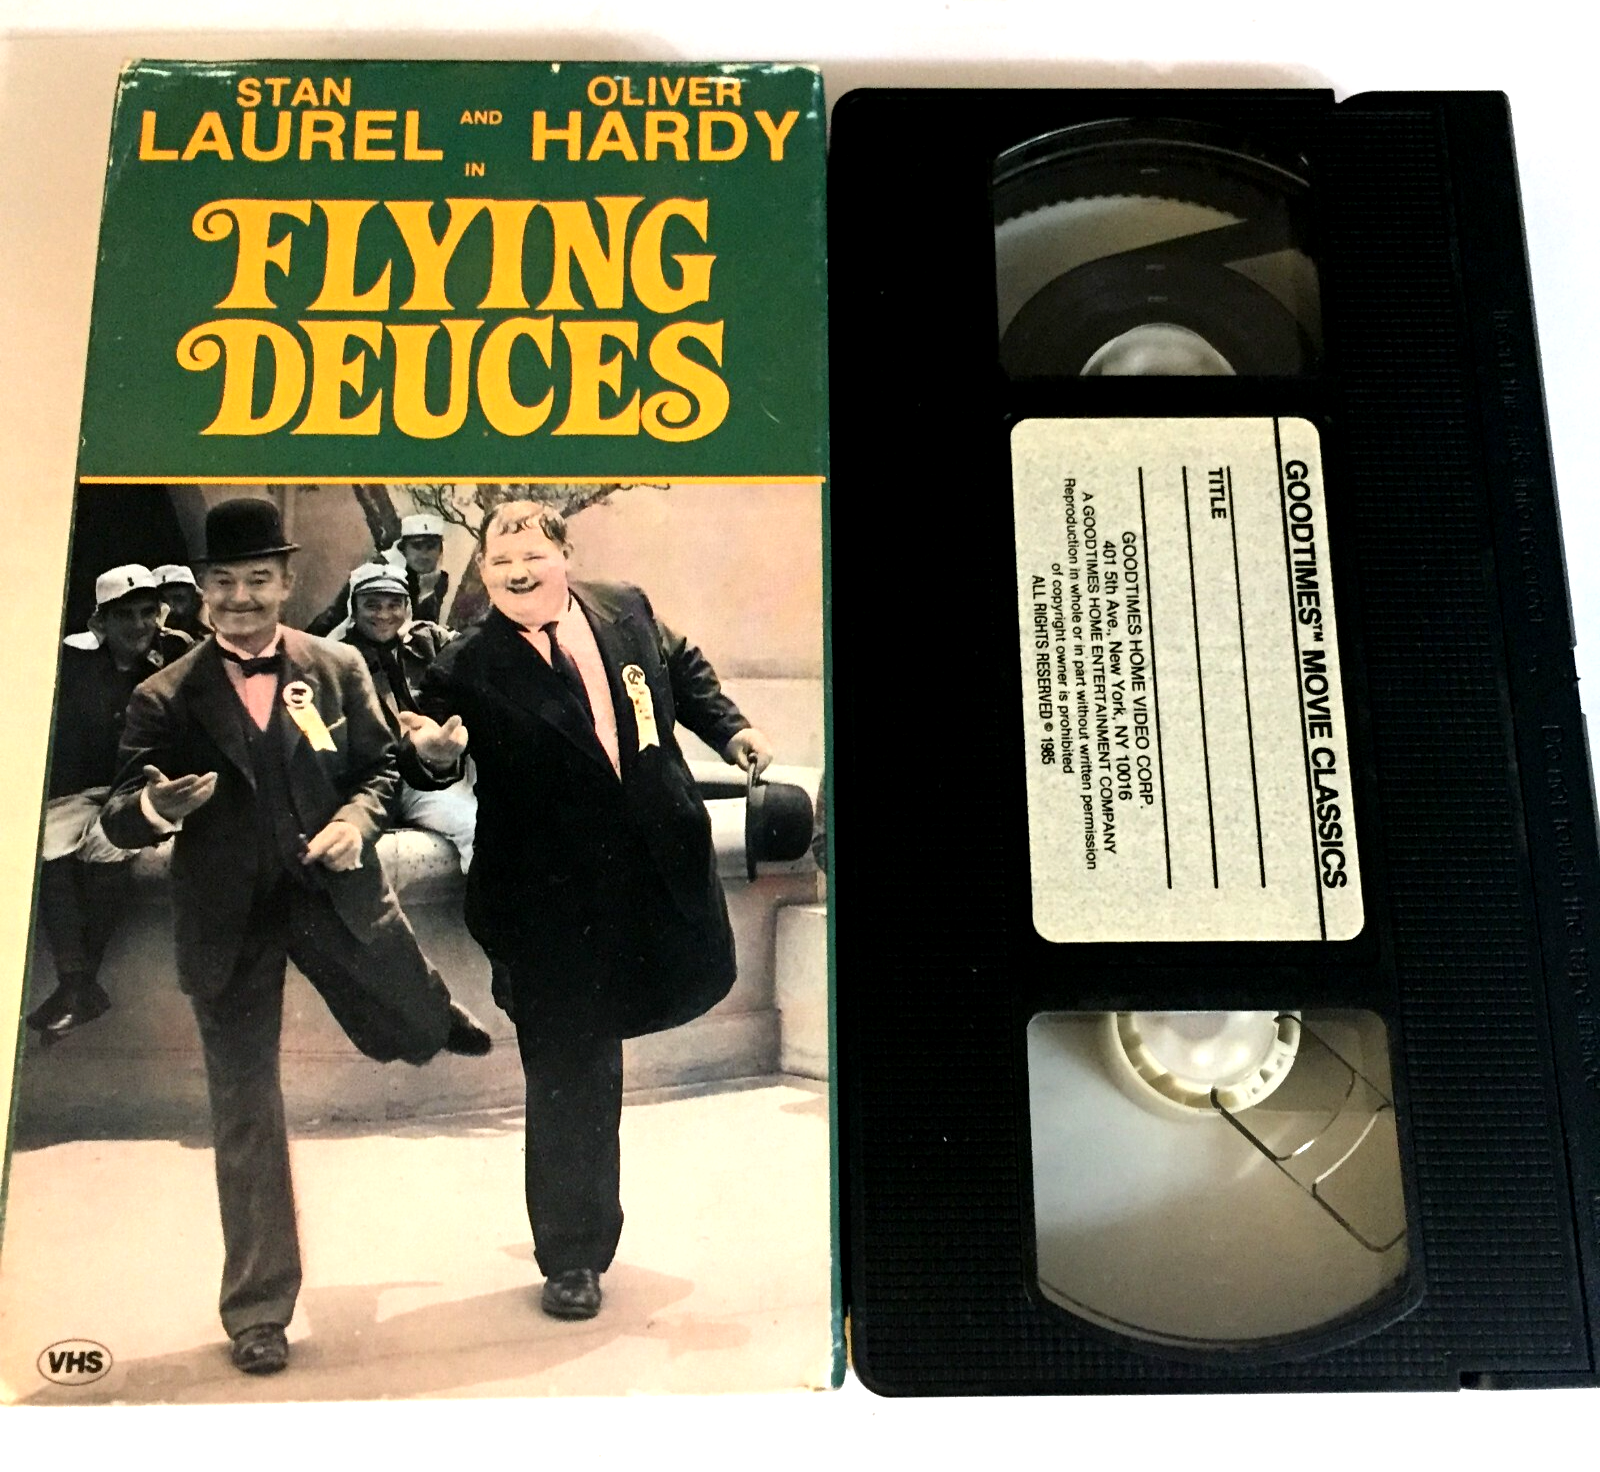 STAN
LAUREL
AND
OLIVER
HARDY
IN
FLYING
DEUCES
VHS
GOODTIMES™ MOVIE CLASSICS
TITLE
GOODTIMES HOME VIDEO CORP.
401 5th Ave., New York, NY 10016
A GOODTIMES HOME ENTERTAINMENT COMPANY
Reproduction in whole or in part without written permission
of copyright owner is prohibited
ALL RIGHTS RESERVED © 1985